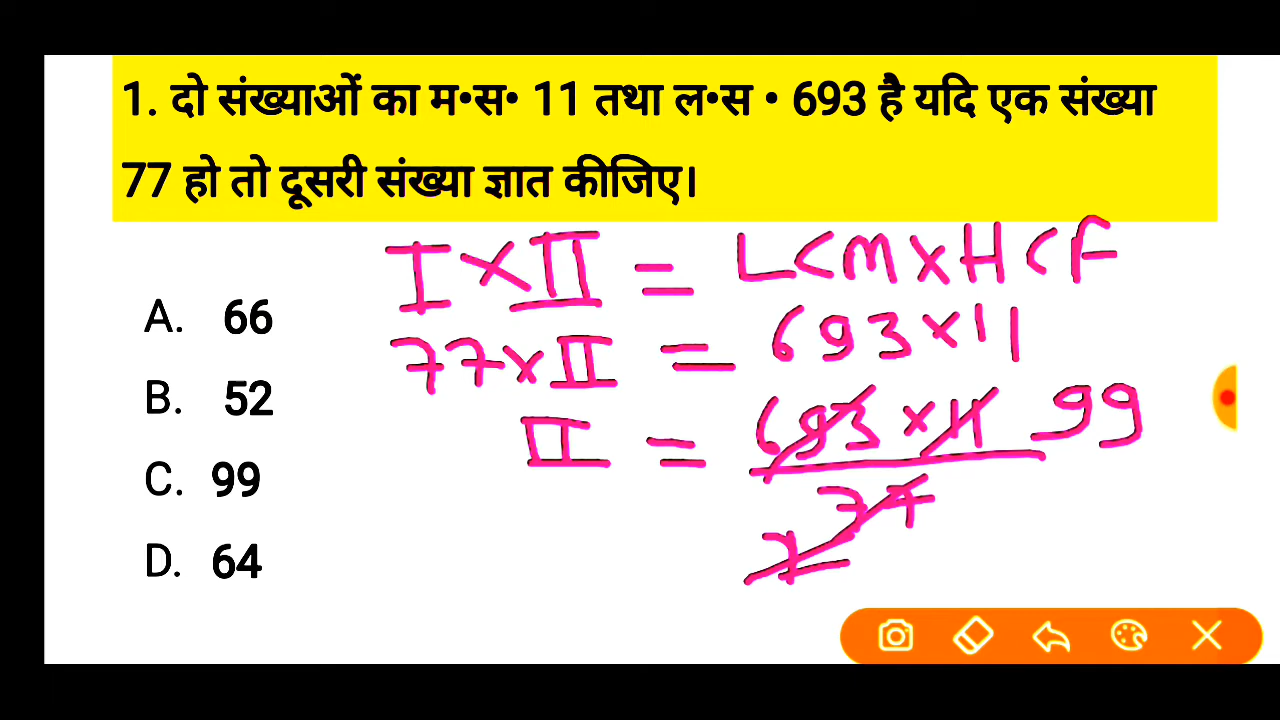 1. दो संख्याओं का म•स• 11 तथा ल•स • 693 है यदि एक संख्या
77 हो तो दूसरी संख्या ज्ञात कीजिए।
I × II = LCM × HCF
A. 66
77 × II = 693 × 11
B. 52
II = 693 × 11 99
77
C. 99
7
D. 64